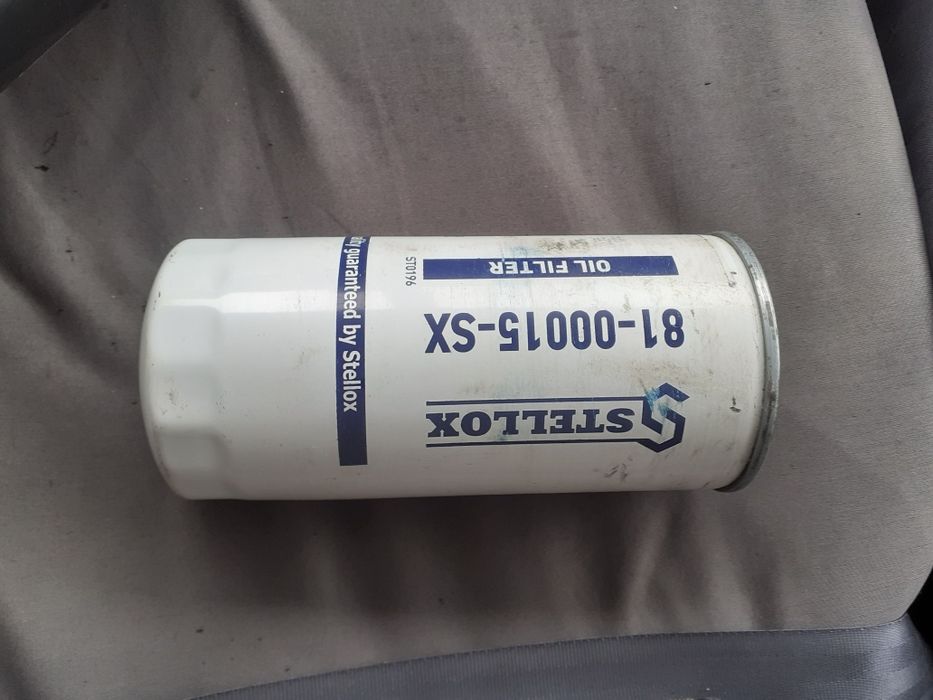 STELLOX
81-00015-SX
OIL FILTER
ST0196
guaranteed by Stellox